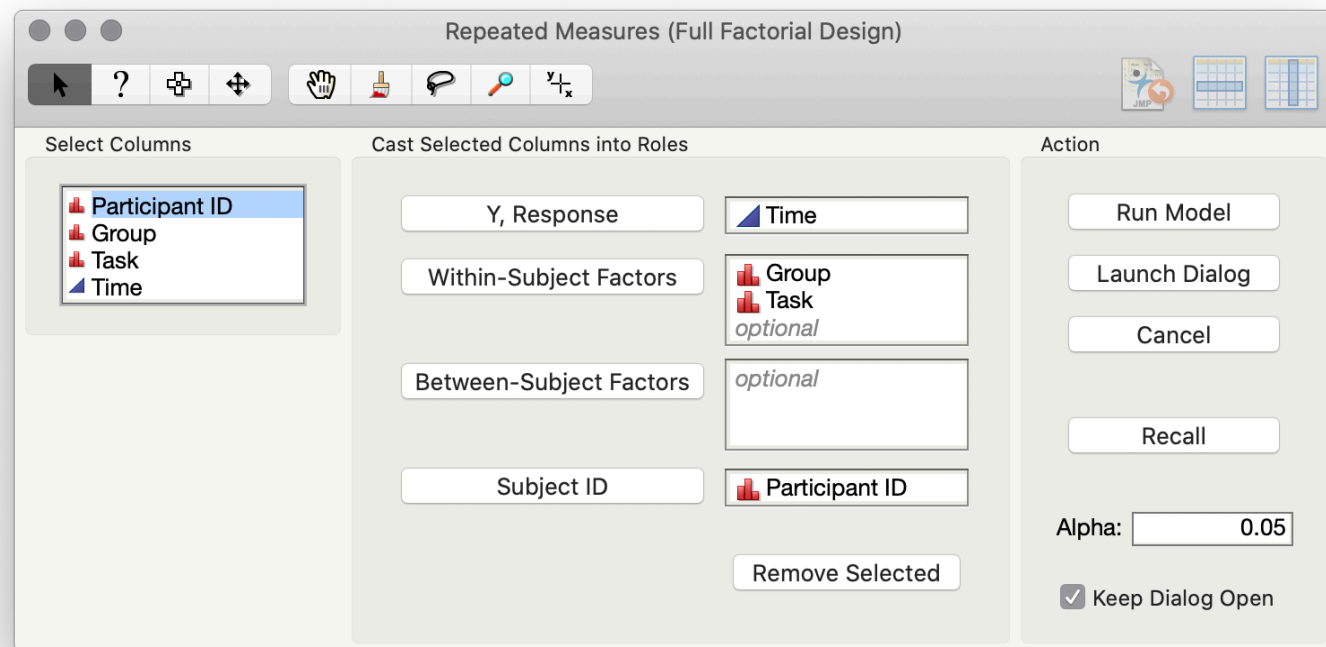 Repeated Measures (Full Factorial Design)
?
y
x
JMP
Select Columns
Participant ID
Group
Task
Time
Cast Selected Columns into Roles
Y, Response
Time
Within-Subject Factors
Group
Task
optional
Between-Subject Factors
optional
Subject ID
Participant ID
Remove Selected
Action
Run Model
Launch Dialog
Cancel
Recall
Alpha: 0.05
Keep Dialog Open